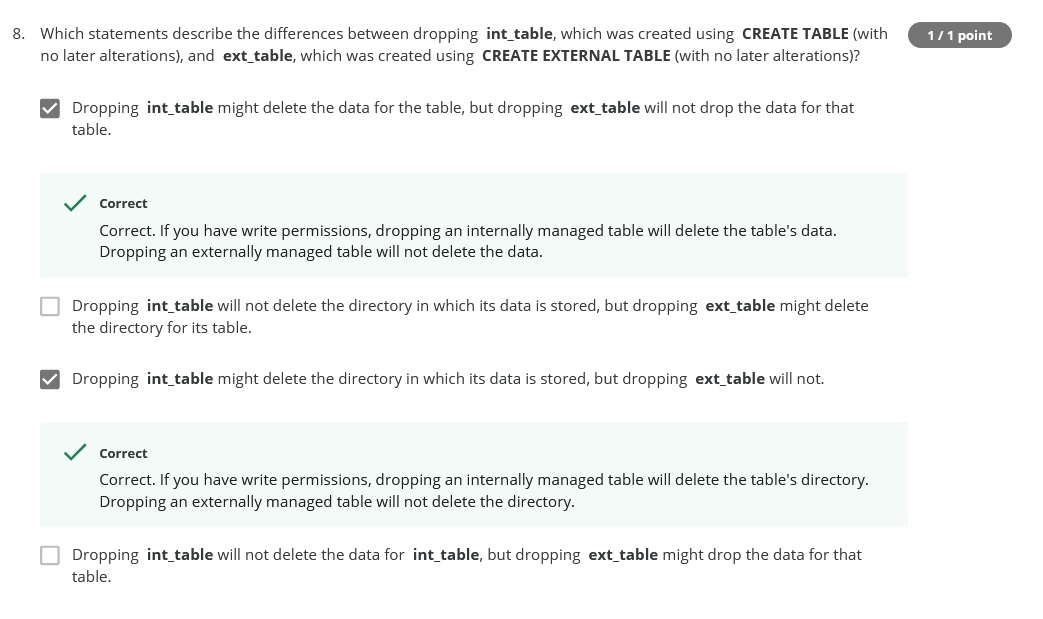 8. Which statements describe the differences between dropping int_table, which was created using CREATE TABLE (with
1 / 1 point
no later alterations), and ext_table, which was created using CREATE EXTERNAL TABLE (with no later alterations)?
Dropping int_table might delete the data for the table, but dropping ext_table will not drop the data for that
table.
Correct
Correct. If you have write permissions, dropping an internally managed table will delete the table's data.
Dropping an externally managed table will not delete the data.
Dropping int_table will not delete the directory in which its data is stored, but dropping ext_table might delete
the directory for its table.
Dropping int_table might delete the directory in which its data is stored, but dropping ext_table will not.
Correct
Correct. If you have write permissions, dropping an internally managed table will delete the table's directory.
Dropping an externally managed table will not delete the directory.
Dropping int_table will not delete the data for int_table, but dropping ext_table might drop the data for that
table.